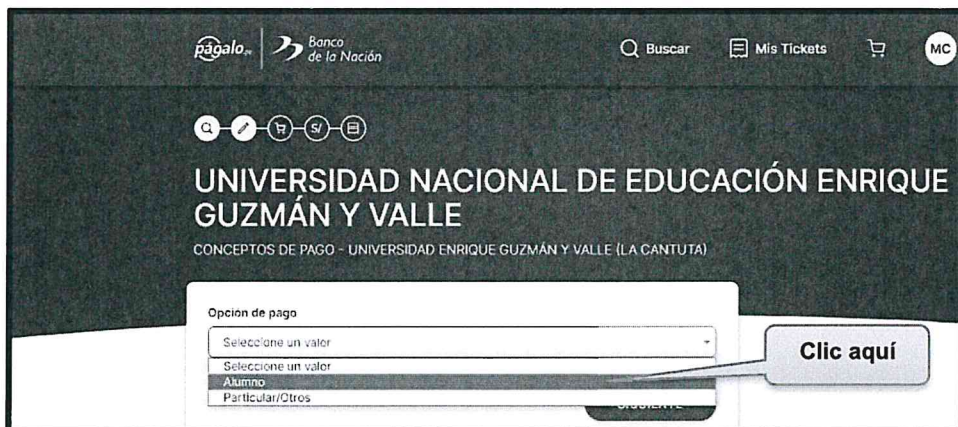 págalo.pe
Banco
de la Nación
Buscar
Mis Tickets
MC
S/
UNIVERSIDAD NACIONAL DE EDUCACIÓN ENRIQUE
GUZMÁN Y VALLE
CONCEPTOS DE PAGO - UNIVERSIDAD ENRIQUE GUZMÁN Y VALLE (LA CANTUTA)
Opción de pago
Seleccione un valor
Seleccione un valor
Alumno
Particular/Otros
SIGUIENTE
Clic aquí